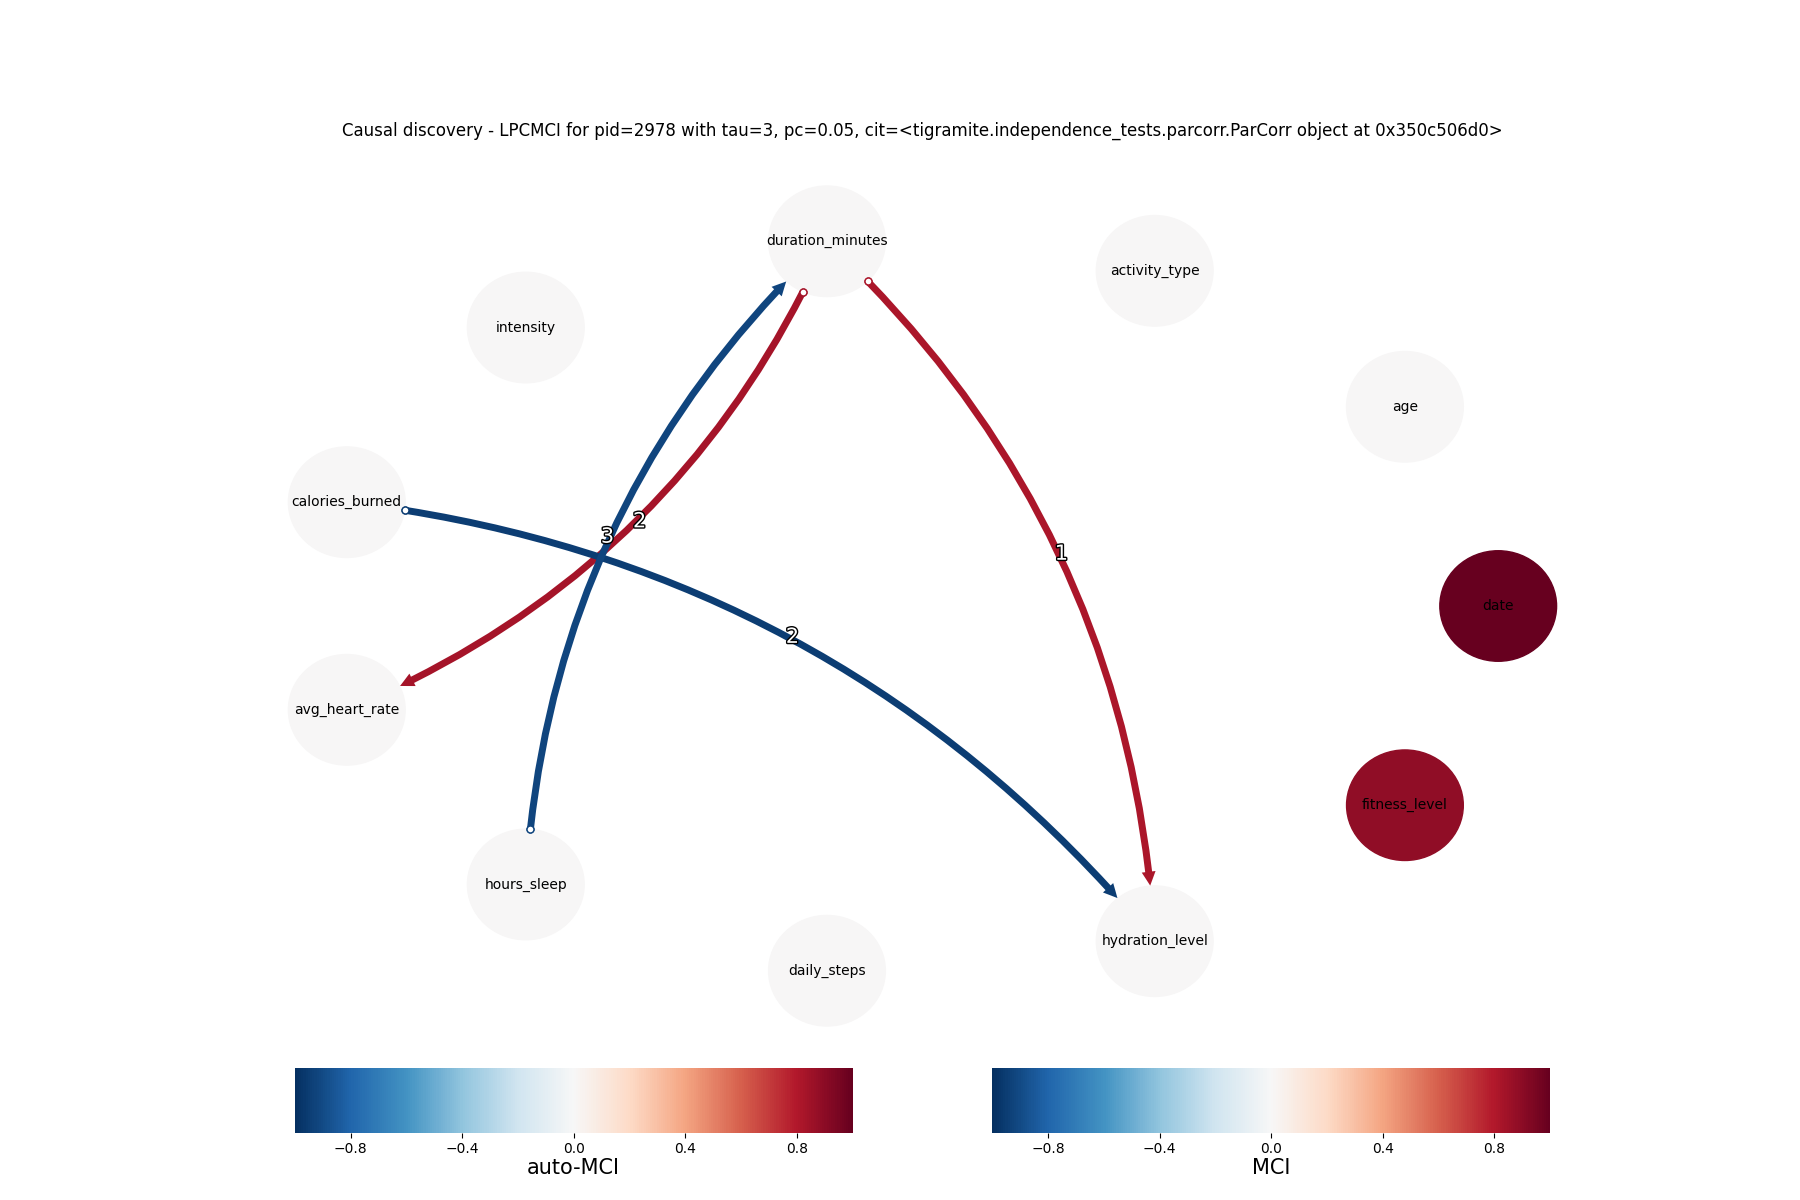 Causal discovery - LPCMCI for pid=2978 with tau=3, pc=0.05, cit=<tigramite.independence_tests.parcorr.ParCorr object at 0x350c506d0>
duration_minutes
activity_type
intensity
age
calories_burned
2
3
1
date
2
avg_heart_rate
fitness_level
hours_sleep
hydration_level
daily_steps
−0.8 −0.4 0.0 0.4 0.8
auto-MCI
−0.8 −0.4 0.0 0.4 0.8
MCI